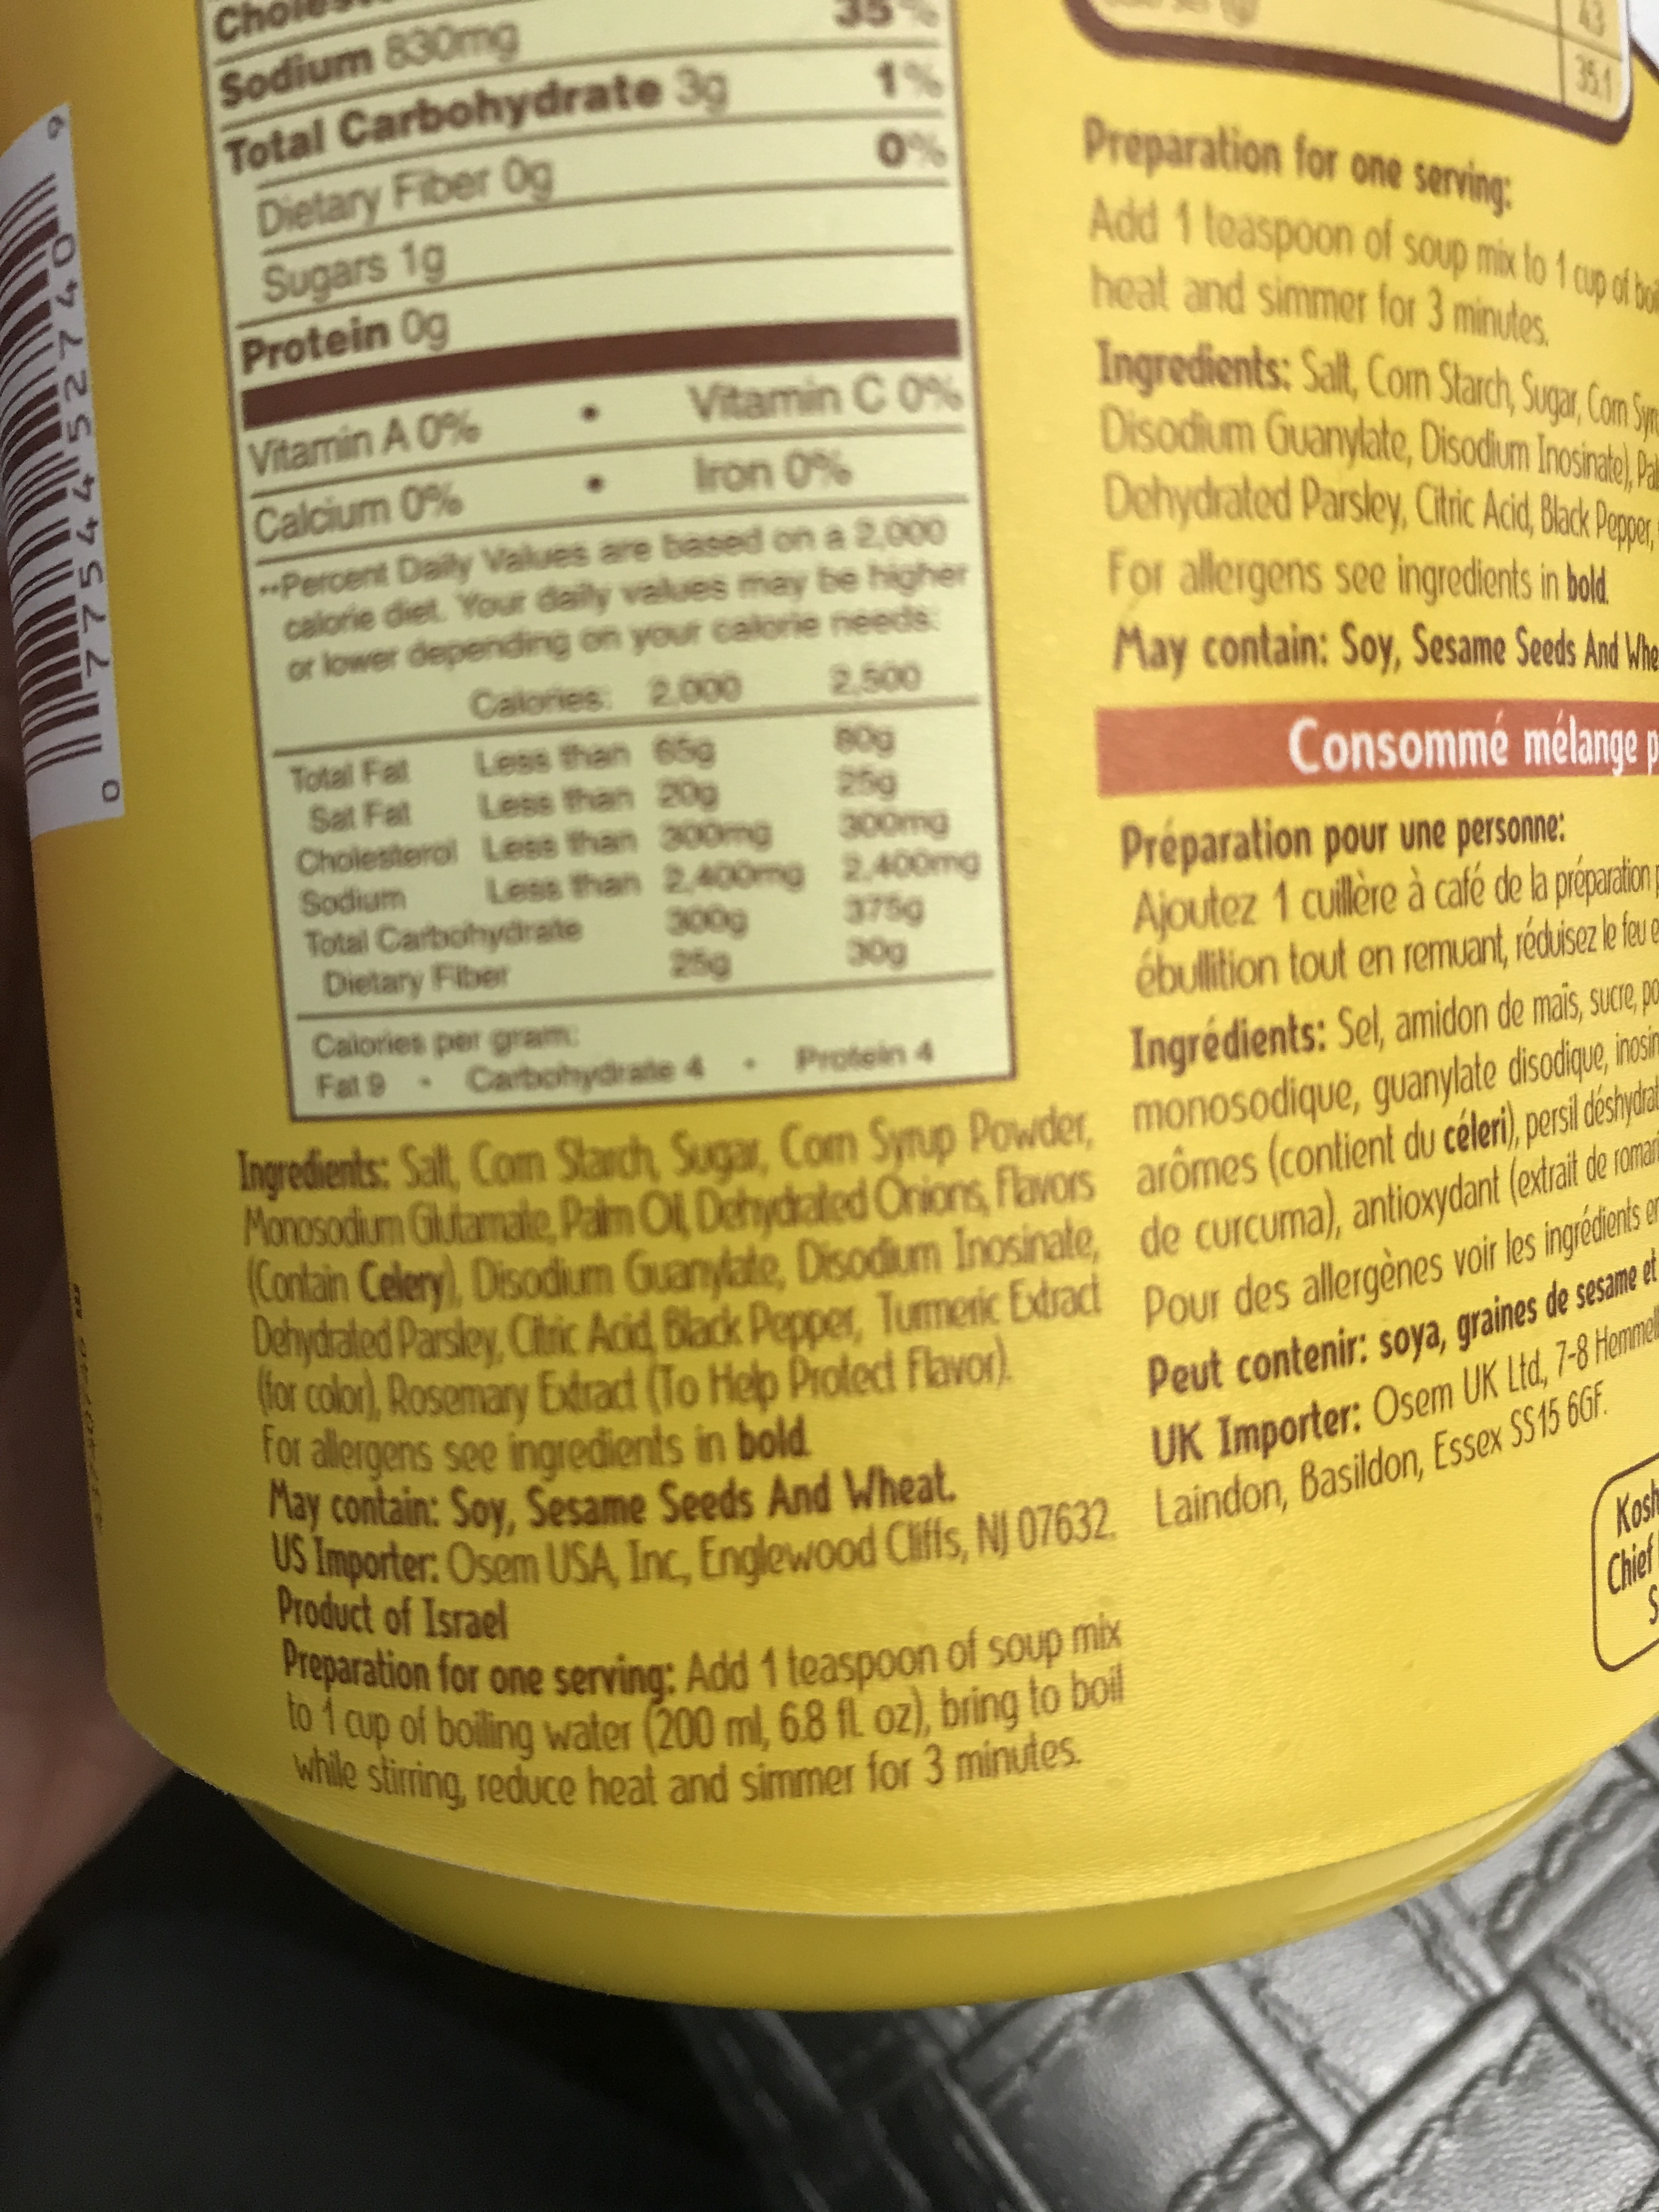 Sodium 830mg 35%
Total Carbohydrate 3g 1%
Dietary Fiber 0g 0%
Sugars 1g
Protein 0g
Vitamin A 0% • Vitamin C 0%
Calcium 0% • Iron 0%
**Percent Daily Values are based on a 2,000
calorie diet. Your daily values may be higher
or lower depending on your calorie needs:
Calories: 2,000 2,500
Total Fat Less than 65g 80g
Sat Fat Less than 20g 25g
Cholesterol Less than 300mg 300mg
Sodium Less than 2,400mg 2,400mg
Total Carbohydrate 300g 375g
Dietary Fiber 25g 30g
Calories per gram:
Fat 9 • Carbohydrate 4 • Protein 4
Ingredients: Salt, Corn Starch, Sugar, Corn Syrup Powder,
Monosodium Glutamate, Palm Oil, Dehydrated Onions, Flavors
(Contain Celery), Disodium Guanylate, Disodium Inosinate,
Dehydrated Parsley, Citric Acid, Black Pepper, Turmeric Extract
(for color), Rosemary Extract (To Help Protect Flavor).
For allergens see ingredients in bold.
May contain: Soy, Sesame Seeds And Wheat.
US Importer: Osem USA, Inc, Englewood Cliffs, NJ 07632.
Product of Israel
Preparation for one serving: Add 1 teaspoon of soup mix
to 1 cup of boiling water (200 ml, 6.8 fl. oz), bring to boil
while stirring, reduce heat and simmer for 3 minutes.
0 77544 52740 9
43
35.1
Preparation for one serving:
Add 1 teaspoon of soup mix to 1 cup of
heat and simmer for 3 minutes.
Ingredients: Salt, Corn Starch, Sugar, Corn
Disodium Guanylate, Disodium Inosinate),
Dehydrated Parsley, Citric Acid, Black Pepper,
For allergens see ingredients in bold.
May contain: Soy, Sesame Seeds And
Consommé mélange
Préparation pour une personne:
Ajoutez 1 cuillère à café de la préparation
ébullition tout en remuant, réduisez le feu
Ingrédients: Sel, amidon de maïs, sucre,
monosodique, guanylate disodique,
arômes (contient du céleri), persil
de curcuma), antioxydant (extrait de
Pour des allergènes voir les ingrédients
Peut contenir: soya, graines de sesame et
UK Importer: Osem UK Ltd, 7-8
Laindon, Basildon, Essex SS15 6GF.
Chief